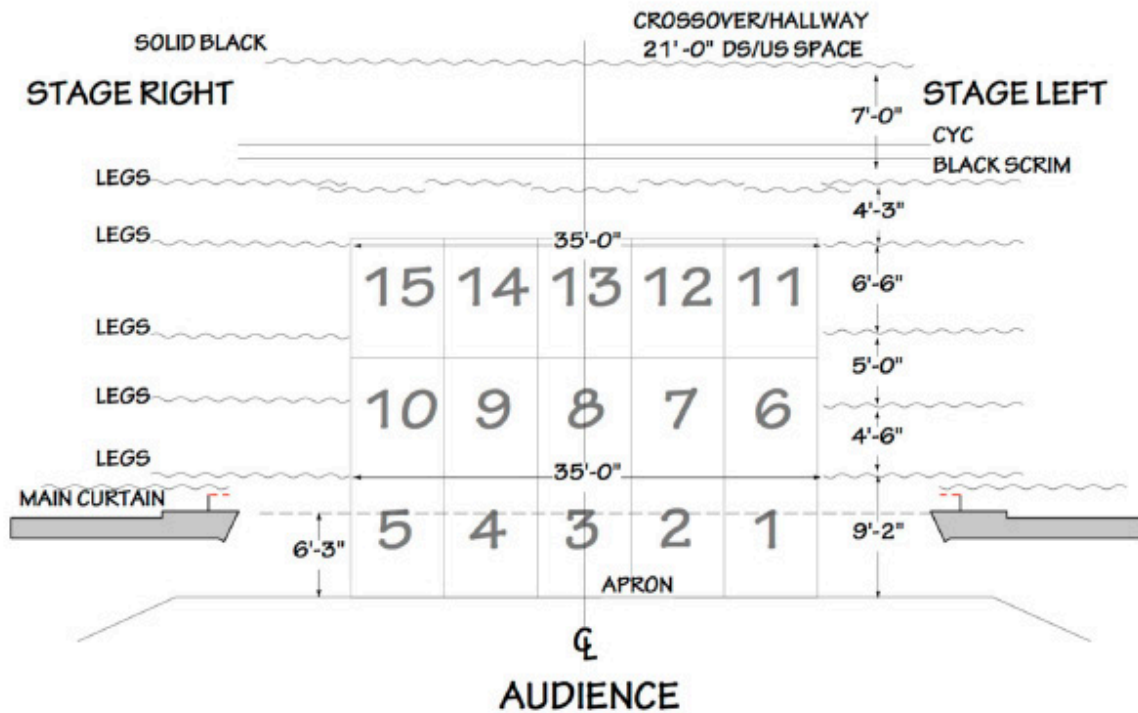 CROSSOVER/HALLWAY
SOLID BLACK
21'-0" DS/US SPACE
STAGE RIGHT
STAGE LEFT
7'-0"
CYC
BLACK SCRIM
LEGS
4'-3"
LEGS
35'-0"
15 14 13 12 11
6'-6"
LEGS
5'-0"
LEGS
10 9 8 7 6
4'-6"
LEGS
35'-0"
MAIN CURTAIN
5 4 3 2 1
6'-3"
9'-2"
APRON
CL
AUDIENCE